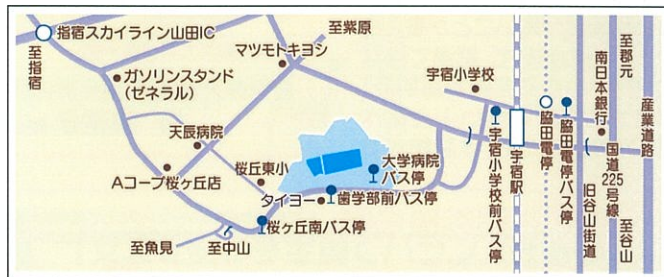 至紫原
指宿スカイライン山田IC
至指宿
マツモトキヨシ
ガソリンスタンド
(ゼネラル)
宇宿小学校
至郡元
南日本銀行
産業道路
天辰病院
脇田電停
脇田電停バス停
宇宿駅
宇宿小学校前バス停
国道225号線
旧谷山街道
至谷山
Aコープ桜ヶ丘店
桜丘東小
大学病院
バス停
タイヨー
歯学部前バス停
桜ヶ丘南バス停
至魚見
至中山